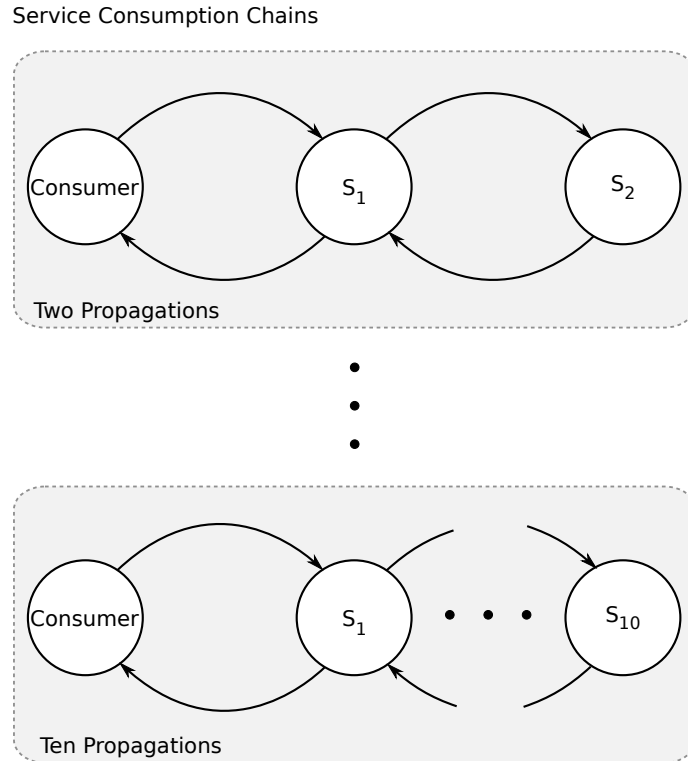 Service Consumption Chains
Consumer
S1
S2
Two Propagations
Consumer
S1
S10
Ten Propagations